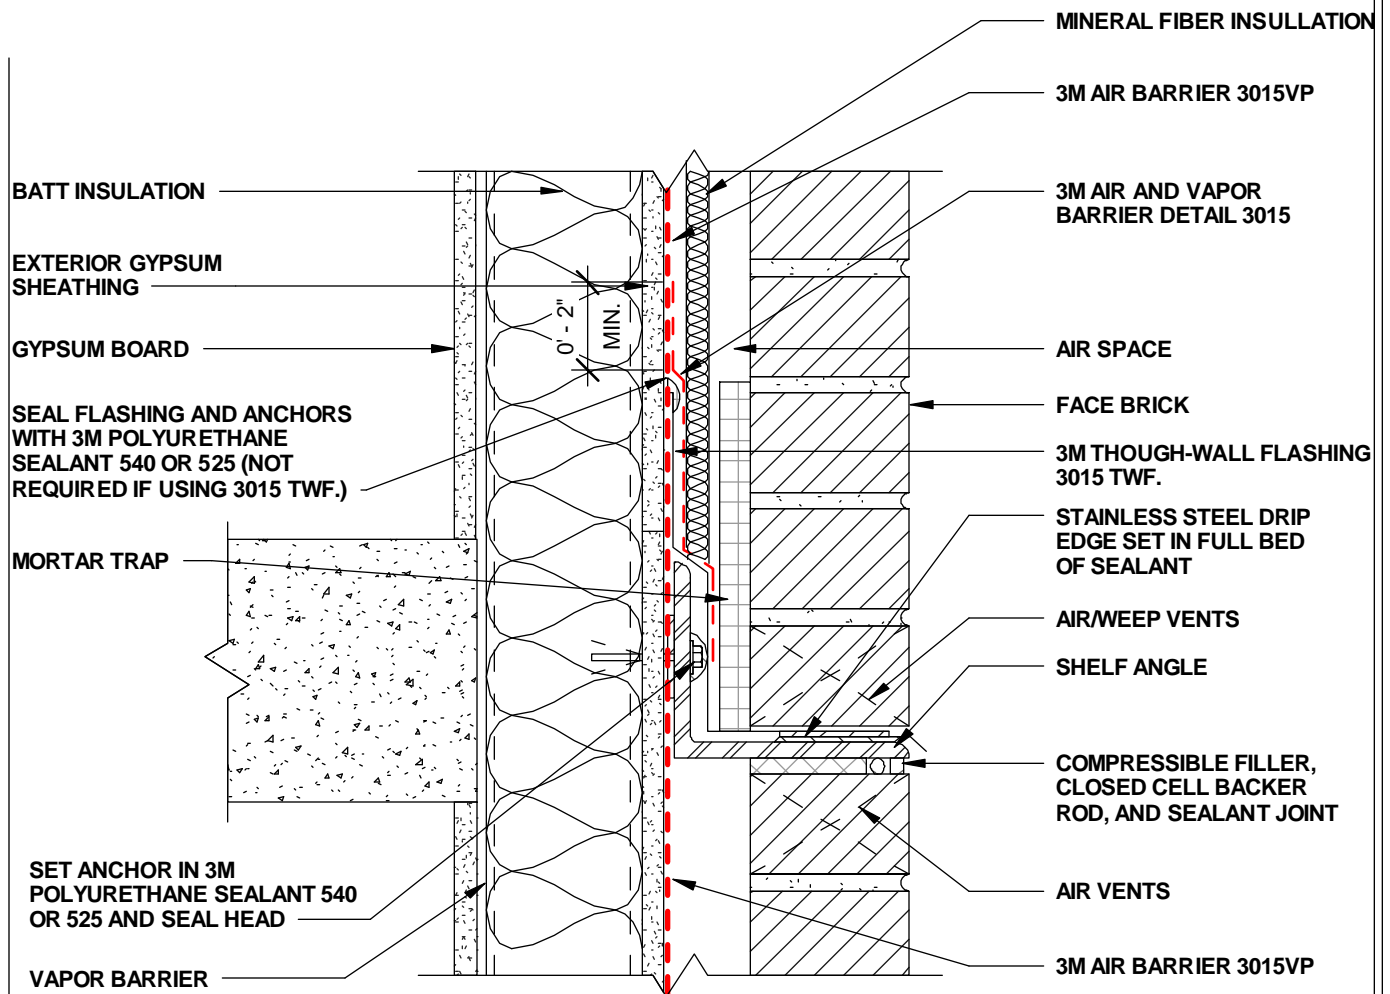 MINERAL FIBER INSULLATION
3M AIR BARRIER 3015VP
BATT INSULATION
3M AIR AND VAPOR
BARRIER DETAIL 3015
EXTERIOR GYPSUM
SHEATHING
0' - 2"
MIN.
GYPSUM BOARD
AIR SPACE
FACE BRICK
SEAL FLASHING AND ANCHORS
WITH 3M POLYURETHANE
SEALANT 540 OR 525 (NOT
REQUIRED IF USING 3015 TWF.)
3M THOUGH-WALL FLASHING
3015 TWF.
STAINLESS STEEL DRIP
EDGE SET IN FULL BED
OF SEALANT
MORTAR TRAP
AIR/WEEP VENTS
SHELF ANGLE
COMPRESSIBLE FILLER,
CLOSED CELL BACKER
ROD, AND SEALANT JOINT
SET ANCHOR IN 3M
POLYURETHANE SEALANT 540
OR 525 AND SEAL HEAD
AIR VENTS
VAPOR BARRIER
3M AIR BARRIER 3015VP